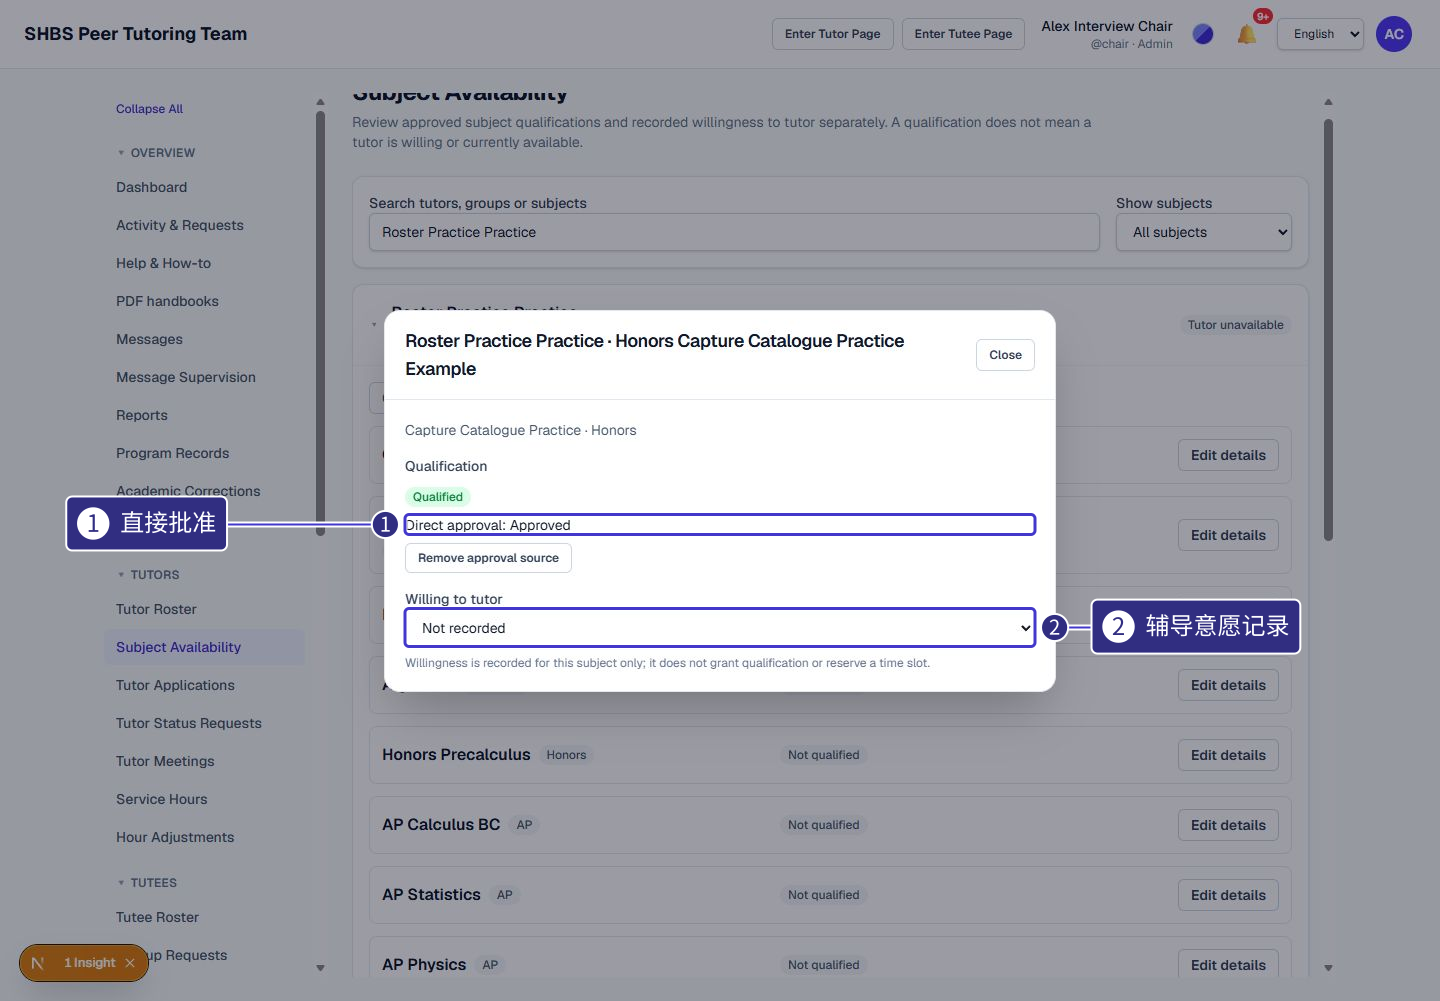 SHBS Peer Tutoring Team
Enter Tutor Page
Enter Tutee Page
Alex Interview Chair
@chair · Admin
9+
English
AC
Collapse All
OVERVIEW
Dashboard
Activity & Requests
Help & How-to
PDF handbooks
Messages
Message Supervision
Reports
Program Records
Academic Corrections
TUTORS
Tutor Roster
Subject Availability
Tutor Applications
Tutor Status Requests
Tutor Meetings
Service Hours
Hour Adjustments
TUTEES
Tutee Roster
up Requests
N 1 Insight ×
Subject Availability
Review approved subject qualifications and recorded willingness to tutor separately. A qualification does not mean a
tutor is willing or currently available.
Search tutors, groups or subjects
Roster Practice Practice
Show subjects
All subjects
Roster Practice Practice
Tutor unavailable
Roster Practice Practice · Honors Capture Catalogue Practice
Example
Close
Capture Catalogue Practice · Honors
Qualification
Qualified
1 直接批准
1
Direct approval: Approved
Remove approval source
Willing to tutor
Not recorded
2
2 辅导意愿记录
Willingness is recorded for this subject only; it does not grant qualification or reserve a time slot.
Edit details
Edit details
Edit details
Honors Precalculus Honors Not qualified Edit details
AP Calculus BC AP Not qualified Edit details
AP Statistics AP Not qualified Edit details
AP Physics AP Not qualified Edit details